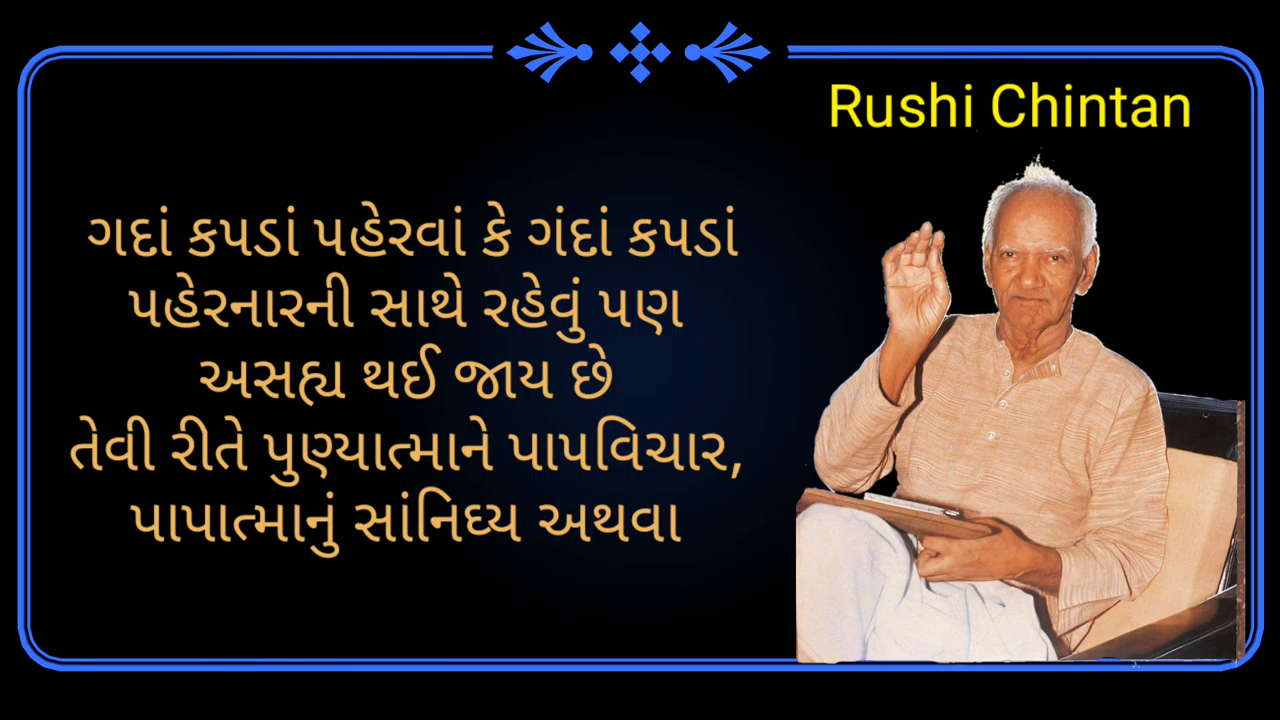 Rushi Chintan
ગદાં કપડાં પહેરવાં કે ગંદાં કપડાં
પહેરનારની સાથે રહેવું પણ
અસહ્ય થઈ જાય છે
તેવી રીતે પુણ્યાત્માને પાપવિચાર,
પાપાત્માનું સાંનિઘ્ય અથવા